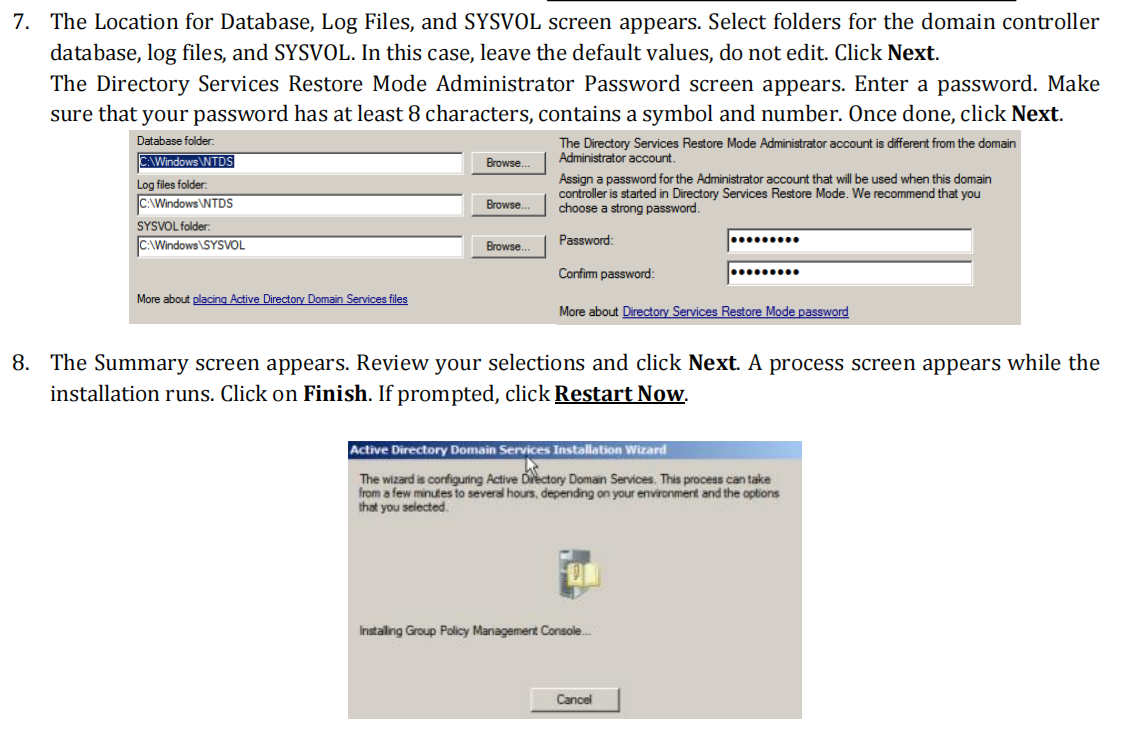 7. The Location for Database, Log Files, and SYSVOL screen appears. Select folders for the domain controller
database, log files, and SYSVOL. In this case, leave the default values, do not edit. Click Next.
The Directory Services Restore Mode Administrator Password screen appears. Enter a password. Make
sure that your password has at least 8 characters, contains a symbol and number. Once done, click Next.
Database folder:
C:\Windows\NTDS
Browse...
Log files folder:
C:\Windows\NTDS
Browse...
SYSVOL folder:
C:\Windows\SYSVOL
Browse...
More about placing Active Directory Domain Services files
The Directory Services Restore Mode Administrator account is different from the domain
Administrator account.
Assign a password for the Administrator account that will be used when this domain
controller is started in Directory Services Restore Mode. We recommend that you
choose a strong password.
Password: •••••••••
Confirm password: •••••••••
More about Directory Services Restore Mode password
8. The Summary screen appears. Review your selections and click Next. A process screen appears while the
installation runs. Click on Finish. If prompted, click Restart Now.
Active Directory Domain Services Installation Wizard
The wizard is configuring Active Directory Domain Services. This process can take
from a few minutes to several hours, depending on your environment and the options
that you selected.
Installing Group Policy Management Console...
Cancel